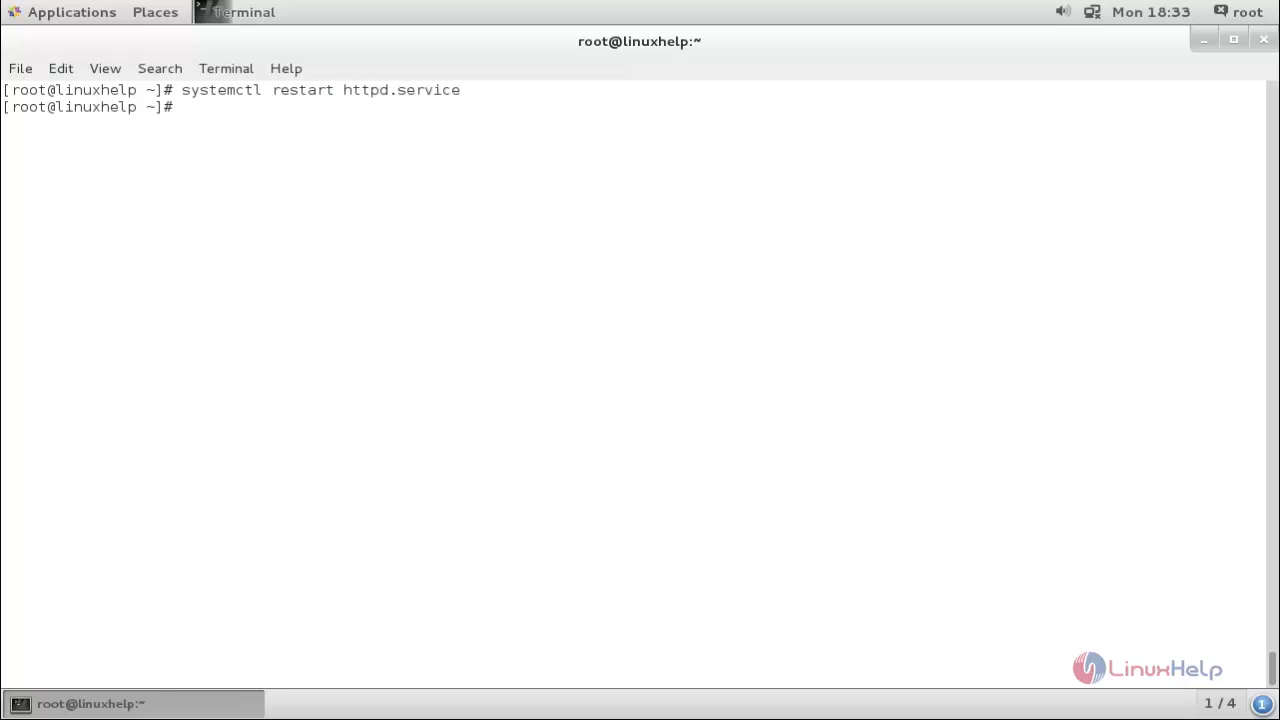 Applications Places Terminal Mon 18:33 root
root@linuxhelp:~
File Edit View Search Terminal Help
[root@linuxhelp ~]# systemctl restart httpd.service
[root@linuxhelp ~]#
LinuxHelp
root@linuxhelp:~ 1 / 4 1